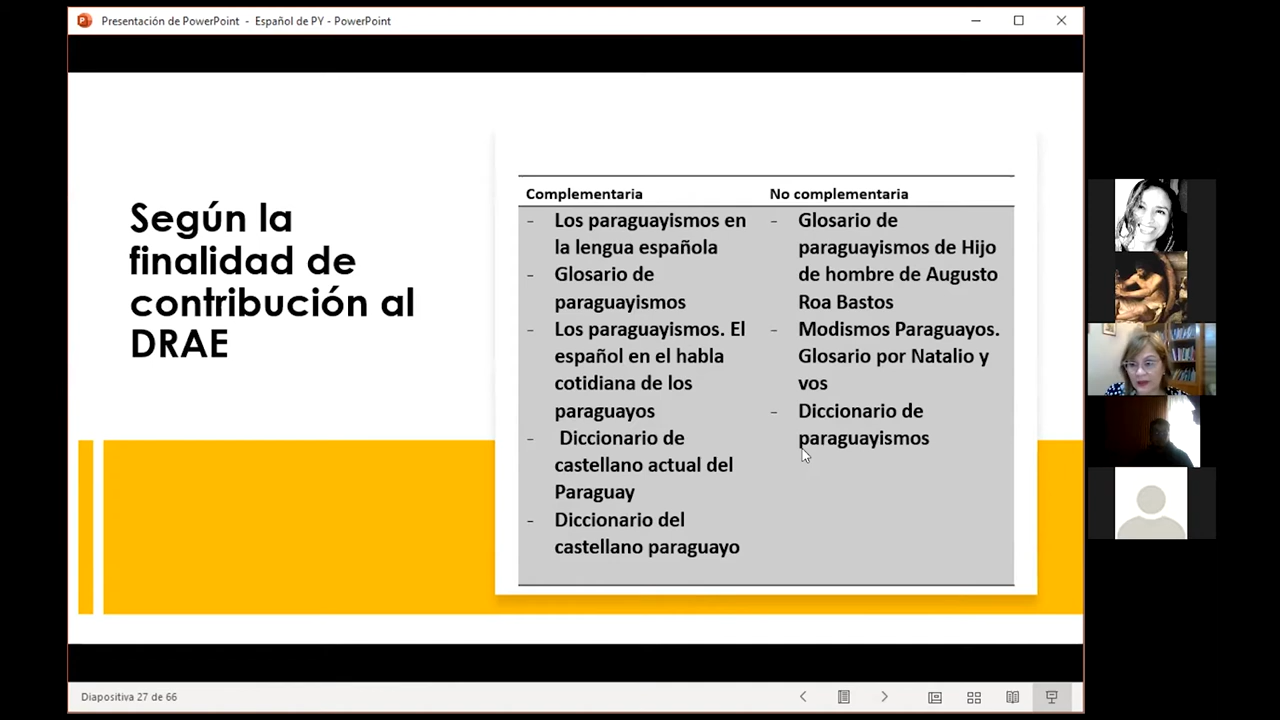 Presentación de PowerPoint - Español de PY - PowerPoint
Según la
finalidad de
contribución al
DRAE
Complementaria
- Los paraguayismos en
la lengua española
- Glosario de
paraguayismos
- Los paraguayismos. El
español en el habla
cotidiana de los
paraguayos
- Diccionario de
castellano actual del
Paraguay
- Diccionario del
castellano paraguayo
No complementaria
- Glosario de
paraguayismos de Hijo
de hombre de Augusto
Roa Bastos
- Modismos Paraguayos.
Glosario por Natalio y
vos
- Diccionario de
paraguayismos
Diapositiva 27 de 66